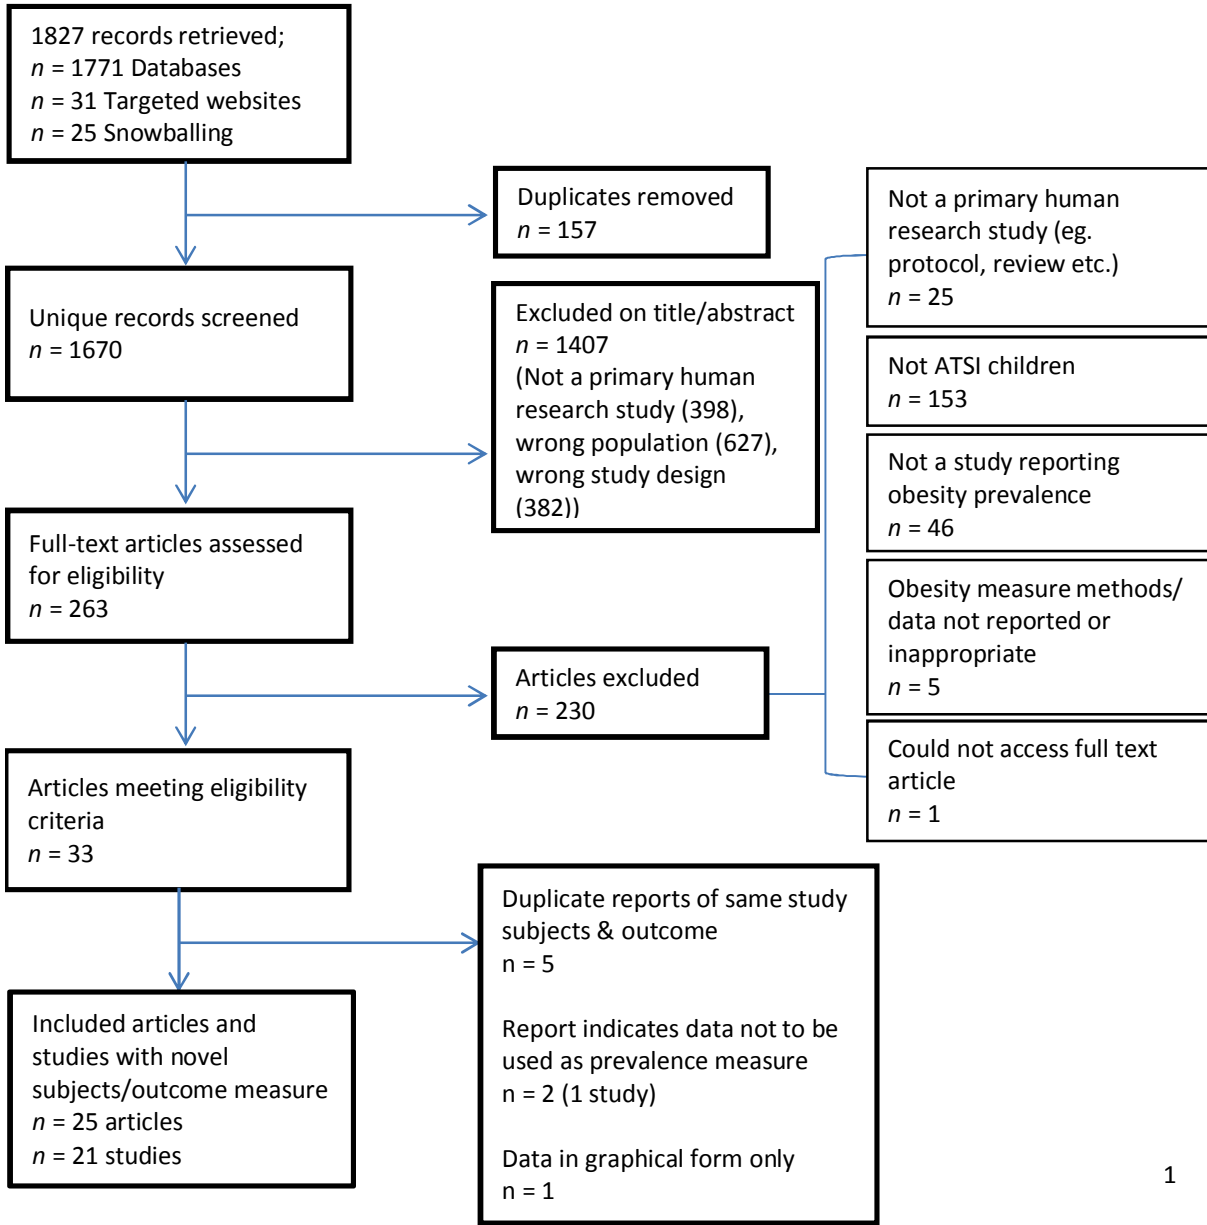 1827 records retrieved;
n = 1771 Databases
n = 31 Targeted websites
n = 25 Snowballing
Duplicates removed
n = 157
Unique records screened
n = 1670
Excluded on title/abstract
n = 1407
(Not a primary human
research study (398),
wrong population (627),
wrong study design
(382))
Full-text articles assessed
for eligibility
n = 263
Articles excluded
n = 230
Not a primary human
research study (eg.
protocol, review etc.)
n = 25
Not ATSI children
n = 153
Not a study reporting
obesity prevalence
n = 46
Obesity measure methods/
data not reported or
inappropriate
n = 5
Could not access full text
article
n = 1
Articles meeting eligibility
criteria
n = 33
Duplicate reports of same study
subjects & outcome
n = 5
Report indicates data not to be
used as prevalence measure
n = 2 (1 study)
Data in graphical form only
n = 1
Included articles and
studies with novel
subjects/outcome measure
n = 25 articles
n = 21 studies
1